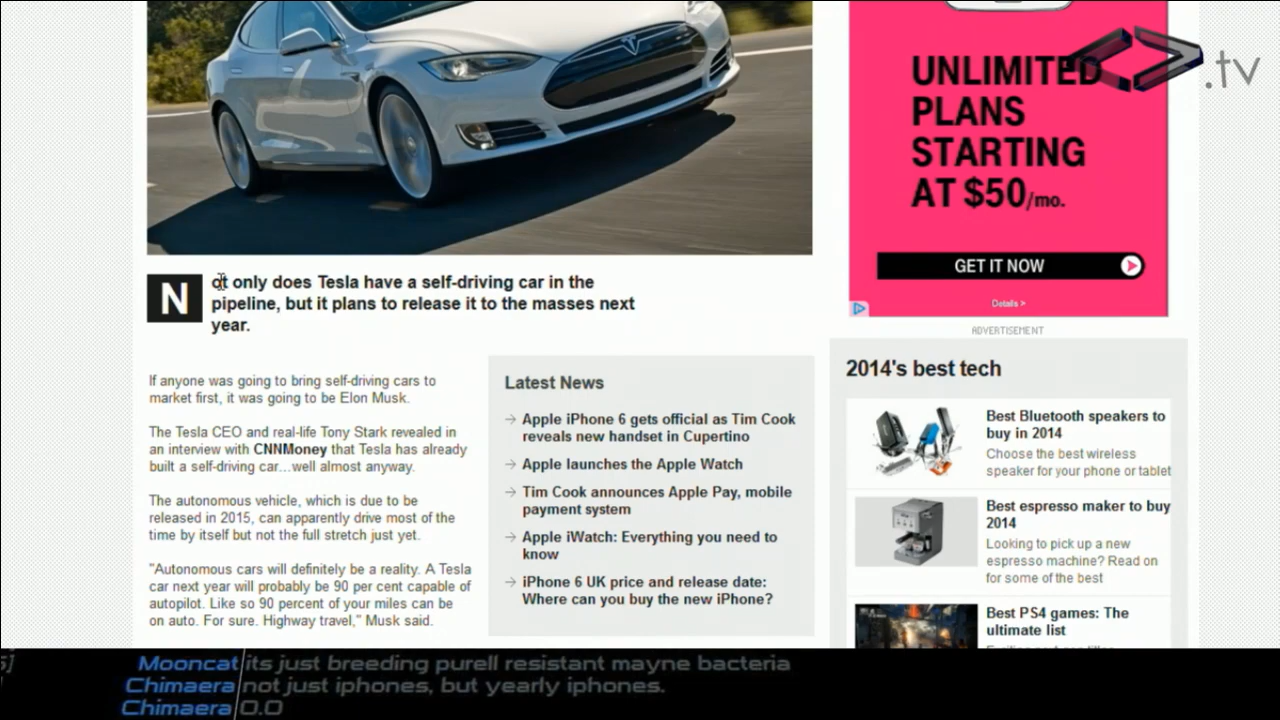 UNLIMITED
PLANS
STARTING
AT $50/mo.
GET IT NOW
Details >
ADVERTISEMENT
.tv
Not only does Tesla have a self-driving car in the
pipeline, but it plans to release it to the masses next
year.
If anyone was going to bring self-driving cars to
market first, it was going to be Elon Musk.
The Tesla CEO and real-life Tony Stark revealed in
an interview with CNNMoney that Tesla has already
built a self-driving car...well almost anyway.
The autonomous vehicle, which is due to be
released in 2015, can apparently drive most of the
time by itself but not the full stretch just yet.
"Autonomous cars will definitely be a reality. A Tesla
car next year will probably be 90 per cent capable of
autopilot. Like so 90 percent of your miles can be
on auto. For sure. Highway travel," Musk said.
Latest News
Apple iPhone 6 gets official as Tim Cook
reveals new handset in Cupertino
Apple launches the Apple Watch
Tim Cook announces Apple Pay, mobile
payment system
Apple iWatch: Everything you need to
know
iPhone 6 UK price and release date:
Where can you buy the new iPhone?
2014's best tech
Best Bluetooth speakers to
buy in 2014
Choose the best wireless
speaker for your phone or tablet
Best espresso maker to buy
2014
Looking to pick up a new
espresso machine? Read on
for some of the best
Best PS4 games: The
ultimate list
Mooncat its just breeding purell resistant mayne bacteria
Chimaera not just iphones, but yearly iphones.
Chimaera 0.0